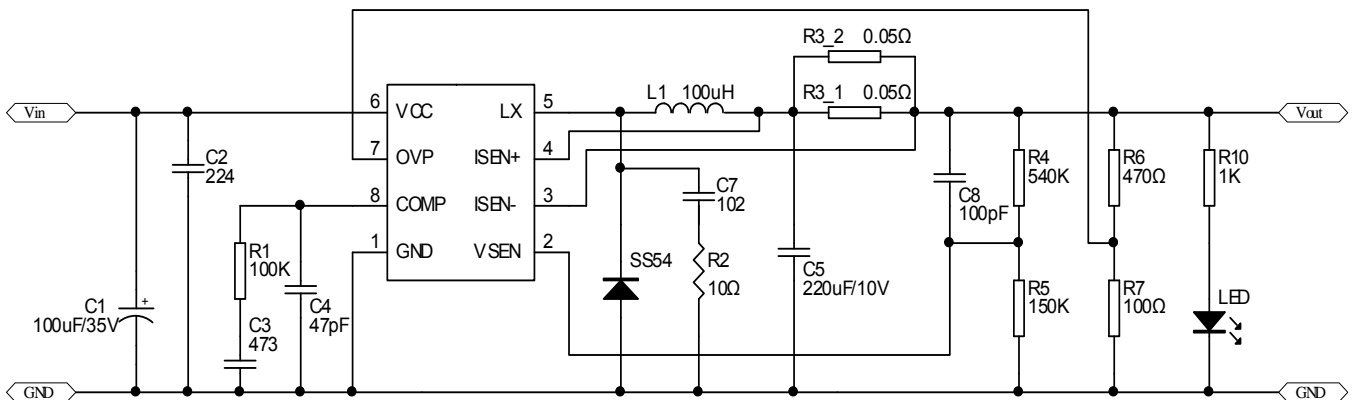 R3_2 0.05Ω
L1 100uH
R3_1 0.05Ω
Vin
6 VCC LX 5
Vout
7 OVP ISEN+ 4
C2
224
C7
102
C8
100pF
R4
540K
R6
470Ω
R10
1K
8 COMP ISEN- 3
1 GND VSEN 2
R1
100K
SS54
R2
10Ω
C5
220uF/10V
R5
150K
R7
100Ω
LED
C1
100uF/35V
+
C4
47pF
C3
473
GND
GND